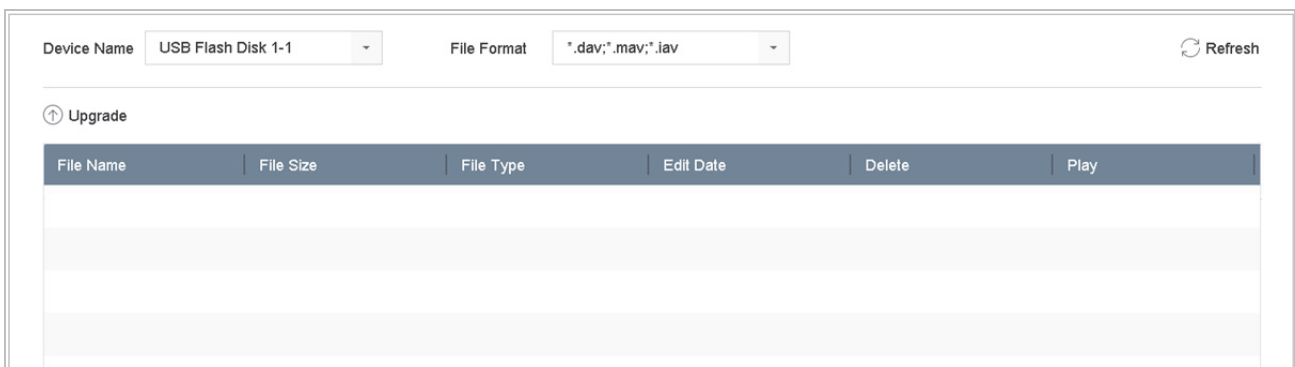 Device Name USB Flash Disk 1-1 File Format *.dav;*.mav;*.iav Refresh
Upgrade
File Name File Size File Type Edit Date Delete Play